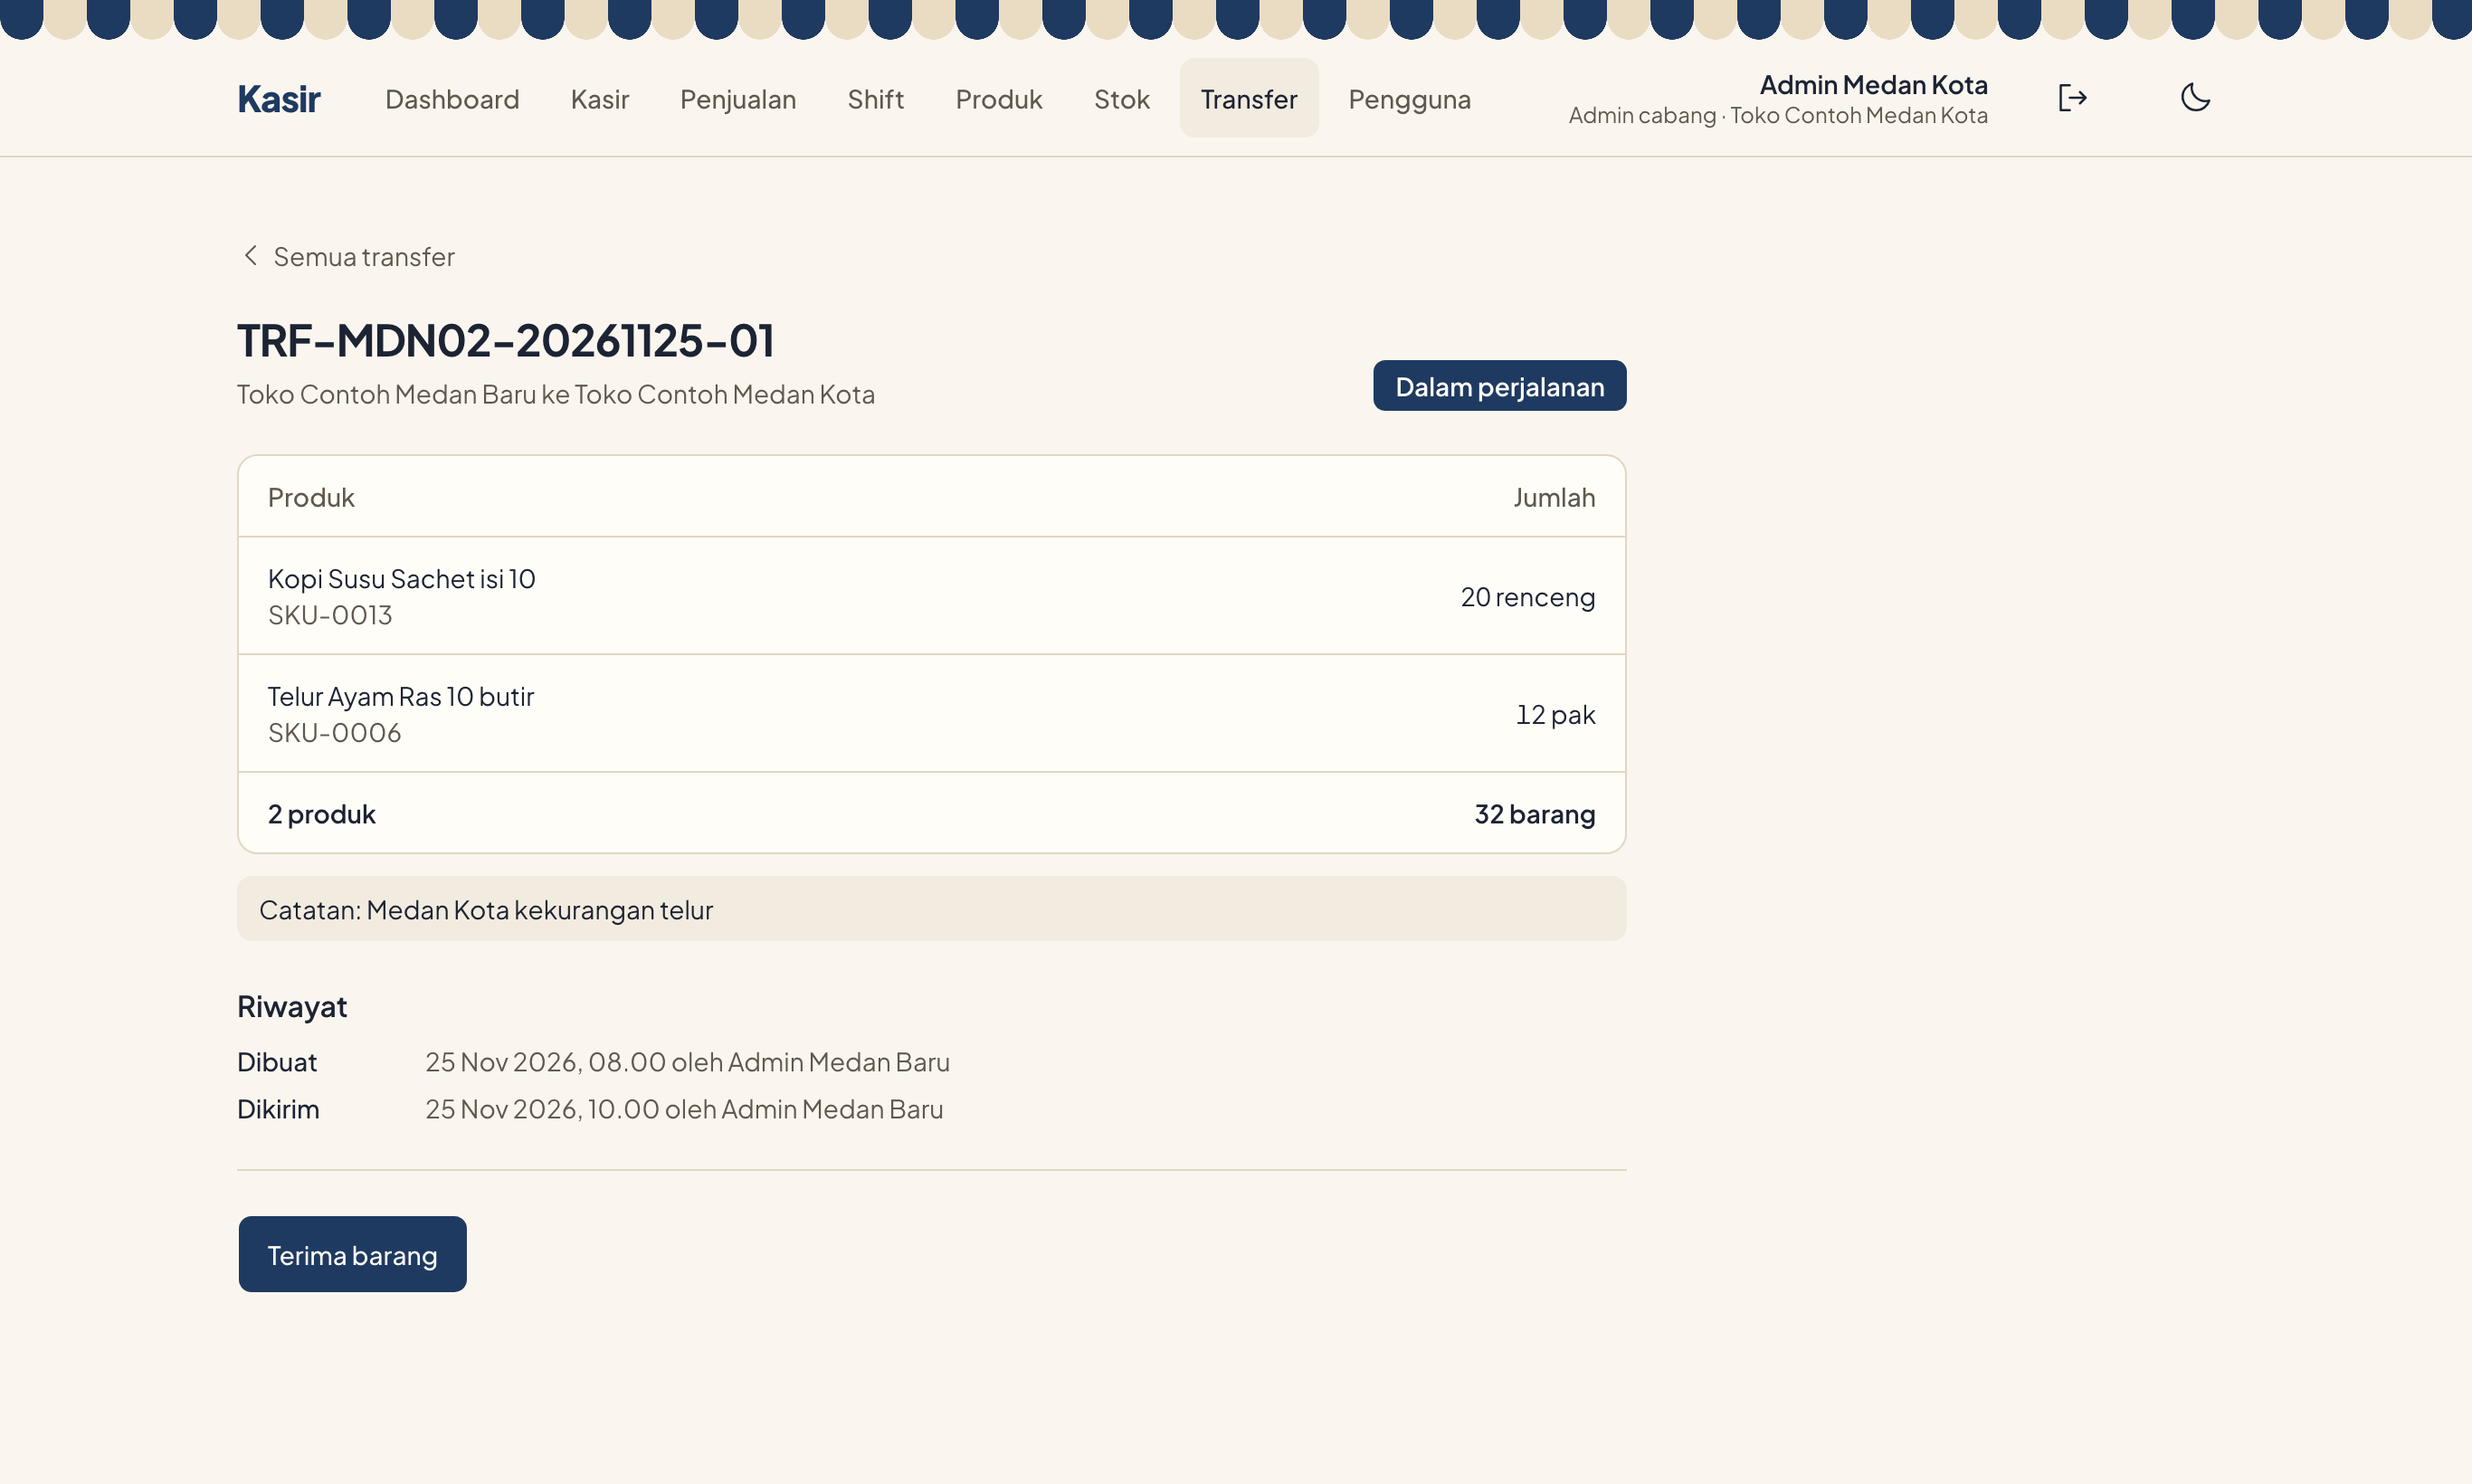 Kasir
Dashboard
Kasir
Penjualan
Shift
Produk
Stok
Transfer
Pengguna
Admin Medan Kota
Admin cabang · Toko Contoh Medan Kota
Semua transfer
TRF-MDN02-20261125-01
Toko Contoh Medan Baru ke Toko Contoh Medan Kota
Dalam perjalanan
Produk Jumlah
Kopi Susu Sachet isi 10
SKU-0013
20 renceng
Telur Ayam Ras 10 butir
SKU-0006
12 pak
2 produk 32 barang
Catatan: Medan Kota kekurangan telur
Riwayat
Dibuat 25 Nov 2026, 08.00 oleh Admin Medan Baru
Dikirim 25 Nov 2026, 10.00 oleh Admin Medan Baru
Terima barang